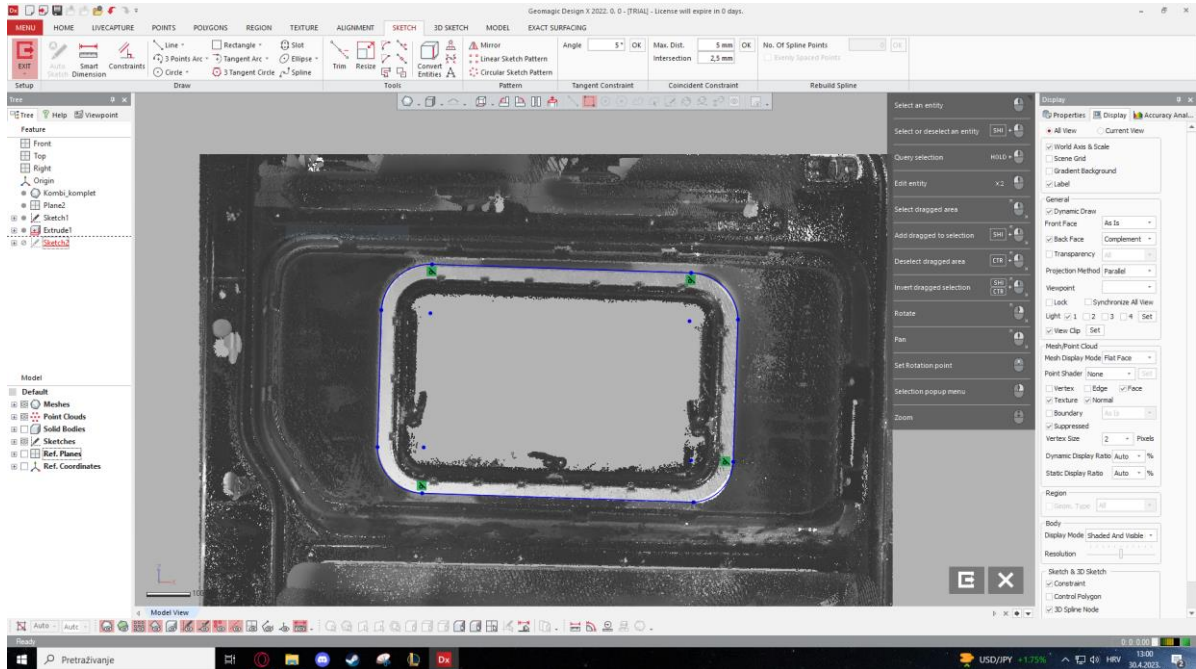 Geomagic Design X 2022. 0. 0 - [TRIAL] - License will expire in 0 days.
MENU HOME LIVECAPTURE POINTS POLYGONS REGION TEXTURE ALIGNMENT SKETCH 3D SKETCH MODEL EXACT SURFACING
Line Rectangle Slot Mirror Angle 5° OK Max. Dist. 5 mm OK No. Of Spline Points OK
3 Points Arc Tangent Arc Ellipse Linear Sketch Pattern Intersection 2,5 mm Evenly Spaced Points
Circle 3 Tangent Circle Spline Circular Sketch Pattern
EXIT Auto Sketch Smart Dimension Constraints Trim Resize Convert Entities
Setup Draw Tools Pattern Tangent Constraint Coincident Constraint Rebuild Spline
Tree
Tree Help Viewpoint
Feature
Front
Top
Right
Origin
Kombi_komplet
Plane2
Sketch1
Extrude1
Sketch2
Model
Default
Meshes
Point Clouds
Solid Bodies
Sketches
Ref. Planes
Ref. Coordinates
Select an entity
Select or deselect an entity SHI +
Query selection HOLD +
Edit entity ×2
Select dragged area
Add dragged to selection SHI +
Deselect dragged area CTR +
Invert dragged selection SHI CTR +
Rotate
Pan
Set Rotation point
Selection popup menu
Zoom
Display
Properties Display Accuracy Anal...
All View Current View
World Axis & Scale
Scene Grid
Gradient Background
Label
General
Dynamic Draw
Front Face As Is
Back Face Complement
Transparency All
Projection Method Parallel
Viewpoint
Lock Synchronize All View
Light 1 2 3 4 Set
View Clip Set
Mesh/Point Cloud
Mesh Display Mode Flat Face
Point Shader None Set
Vertex Edge Face
Texture Normal
Boundary As Is
Suppressed
Vertex Size 2 Pixels
Dynamic Display Ratio Auto %
Static Display Ratio Auto %
Region
Geom. Type All
Body
Display Mode Shaded And Visible
Resolution
Sketch & 3D Sketch
Constraint
Control Polygon
3D Spline Node
Model View
Auto Auto
Ready
Pretraživanje
USD/JPY +1.75% HRV 13:00
30.4.2023.